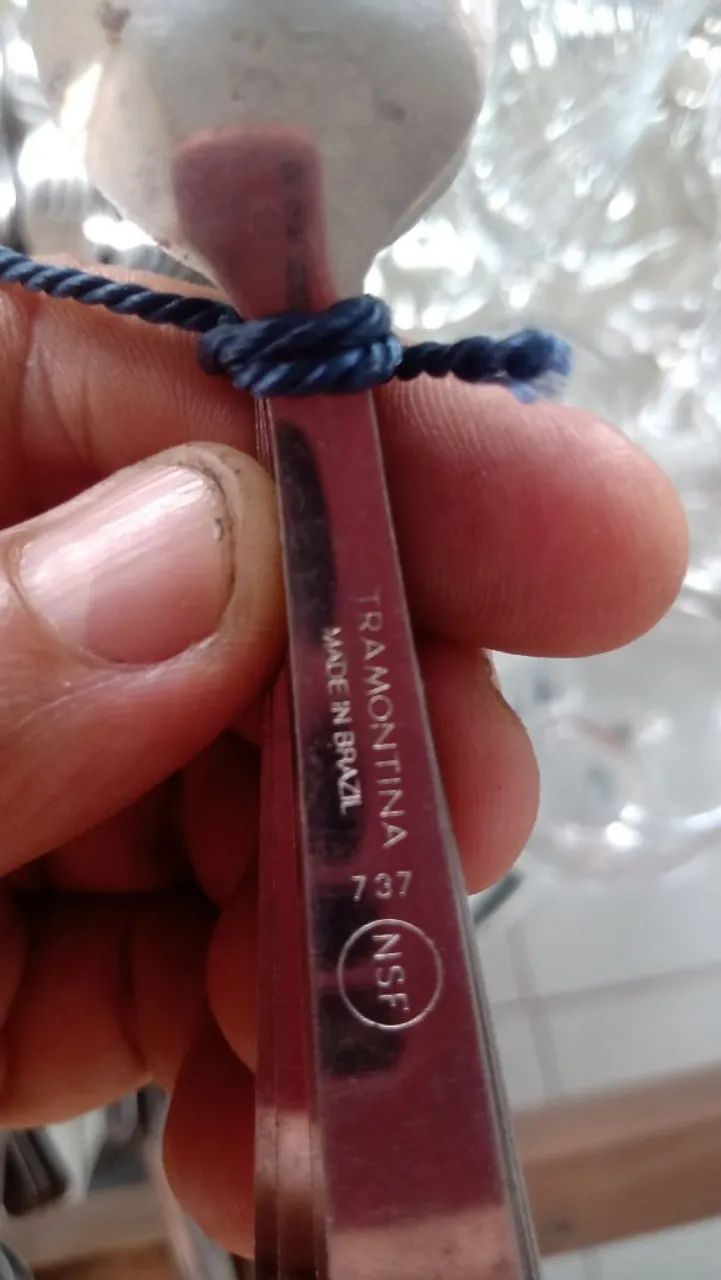 TRAMONTINA
MADE IN BRAZIL
737
NSF